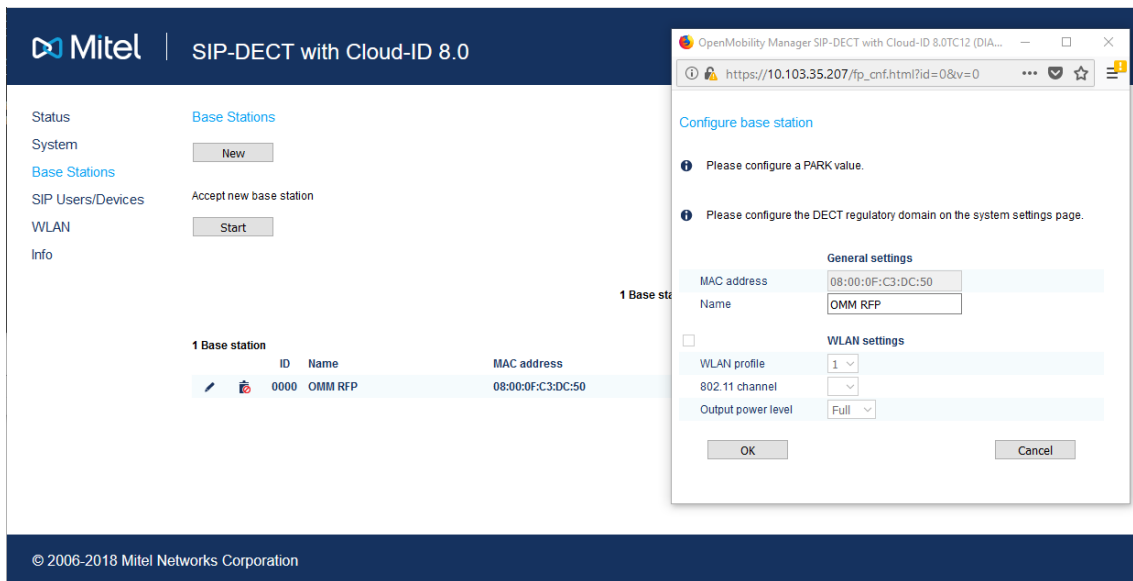 Mitel
SIP-DECT with Cloud-ID 8.0
Status
System
Base Stations
SIP Users/Devices
WLAN
Info
Base Stations
New
Accept new base station
Start
1 Base sta
1 Base station
ID Name MAC address
0000 OMM RFP 08:00:0F:C3:DC:50
OpenMobility Manager SIP-DECT with Cloud-ID 8.0TC12 (DIA...
https://10.103.35.207/fp_cnf.html?id=0&v=0
Configure base station
Please configure a PARK value.
Please configure the DECT regulatory domain on the system settings page.
General settings
MAC address 08:00:0F:C3:DC:50
Name OMM RFP
WLAN settings
WLAN profile 1
802.11 channel
Output power level Full
OK Cancel
© 2006-2018 Mitel Networks Corporation